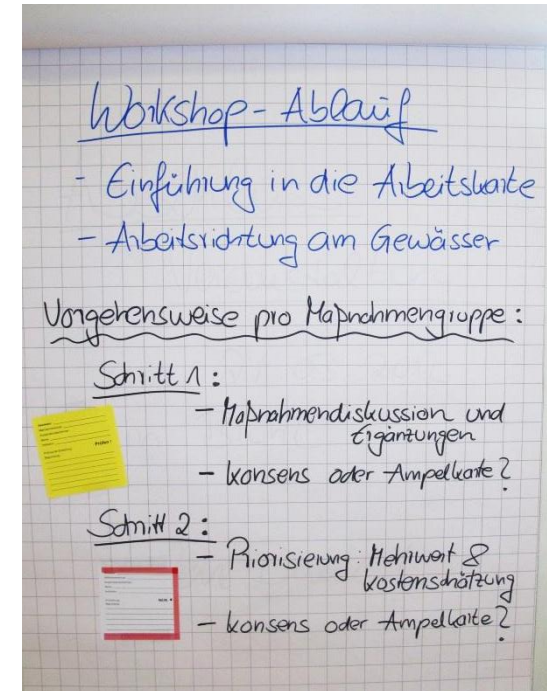 Workshop-Ablauf
- Einführung in die Arbeitskarte
- Arbeitsrichtung am Gewässer
Vorgehensweise pro Maßnahmengruppe:
Schritt 1:
- Maßnahmendiskussion und
Ergänzungen
- Konsens oder Ampelkarte?
Schritt 2:
- Priorisierung: Mehrwert &
Kostenschätzung
- Konsens oder Ampelkarte?